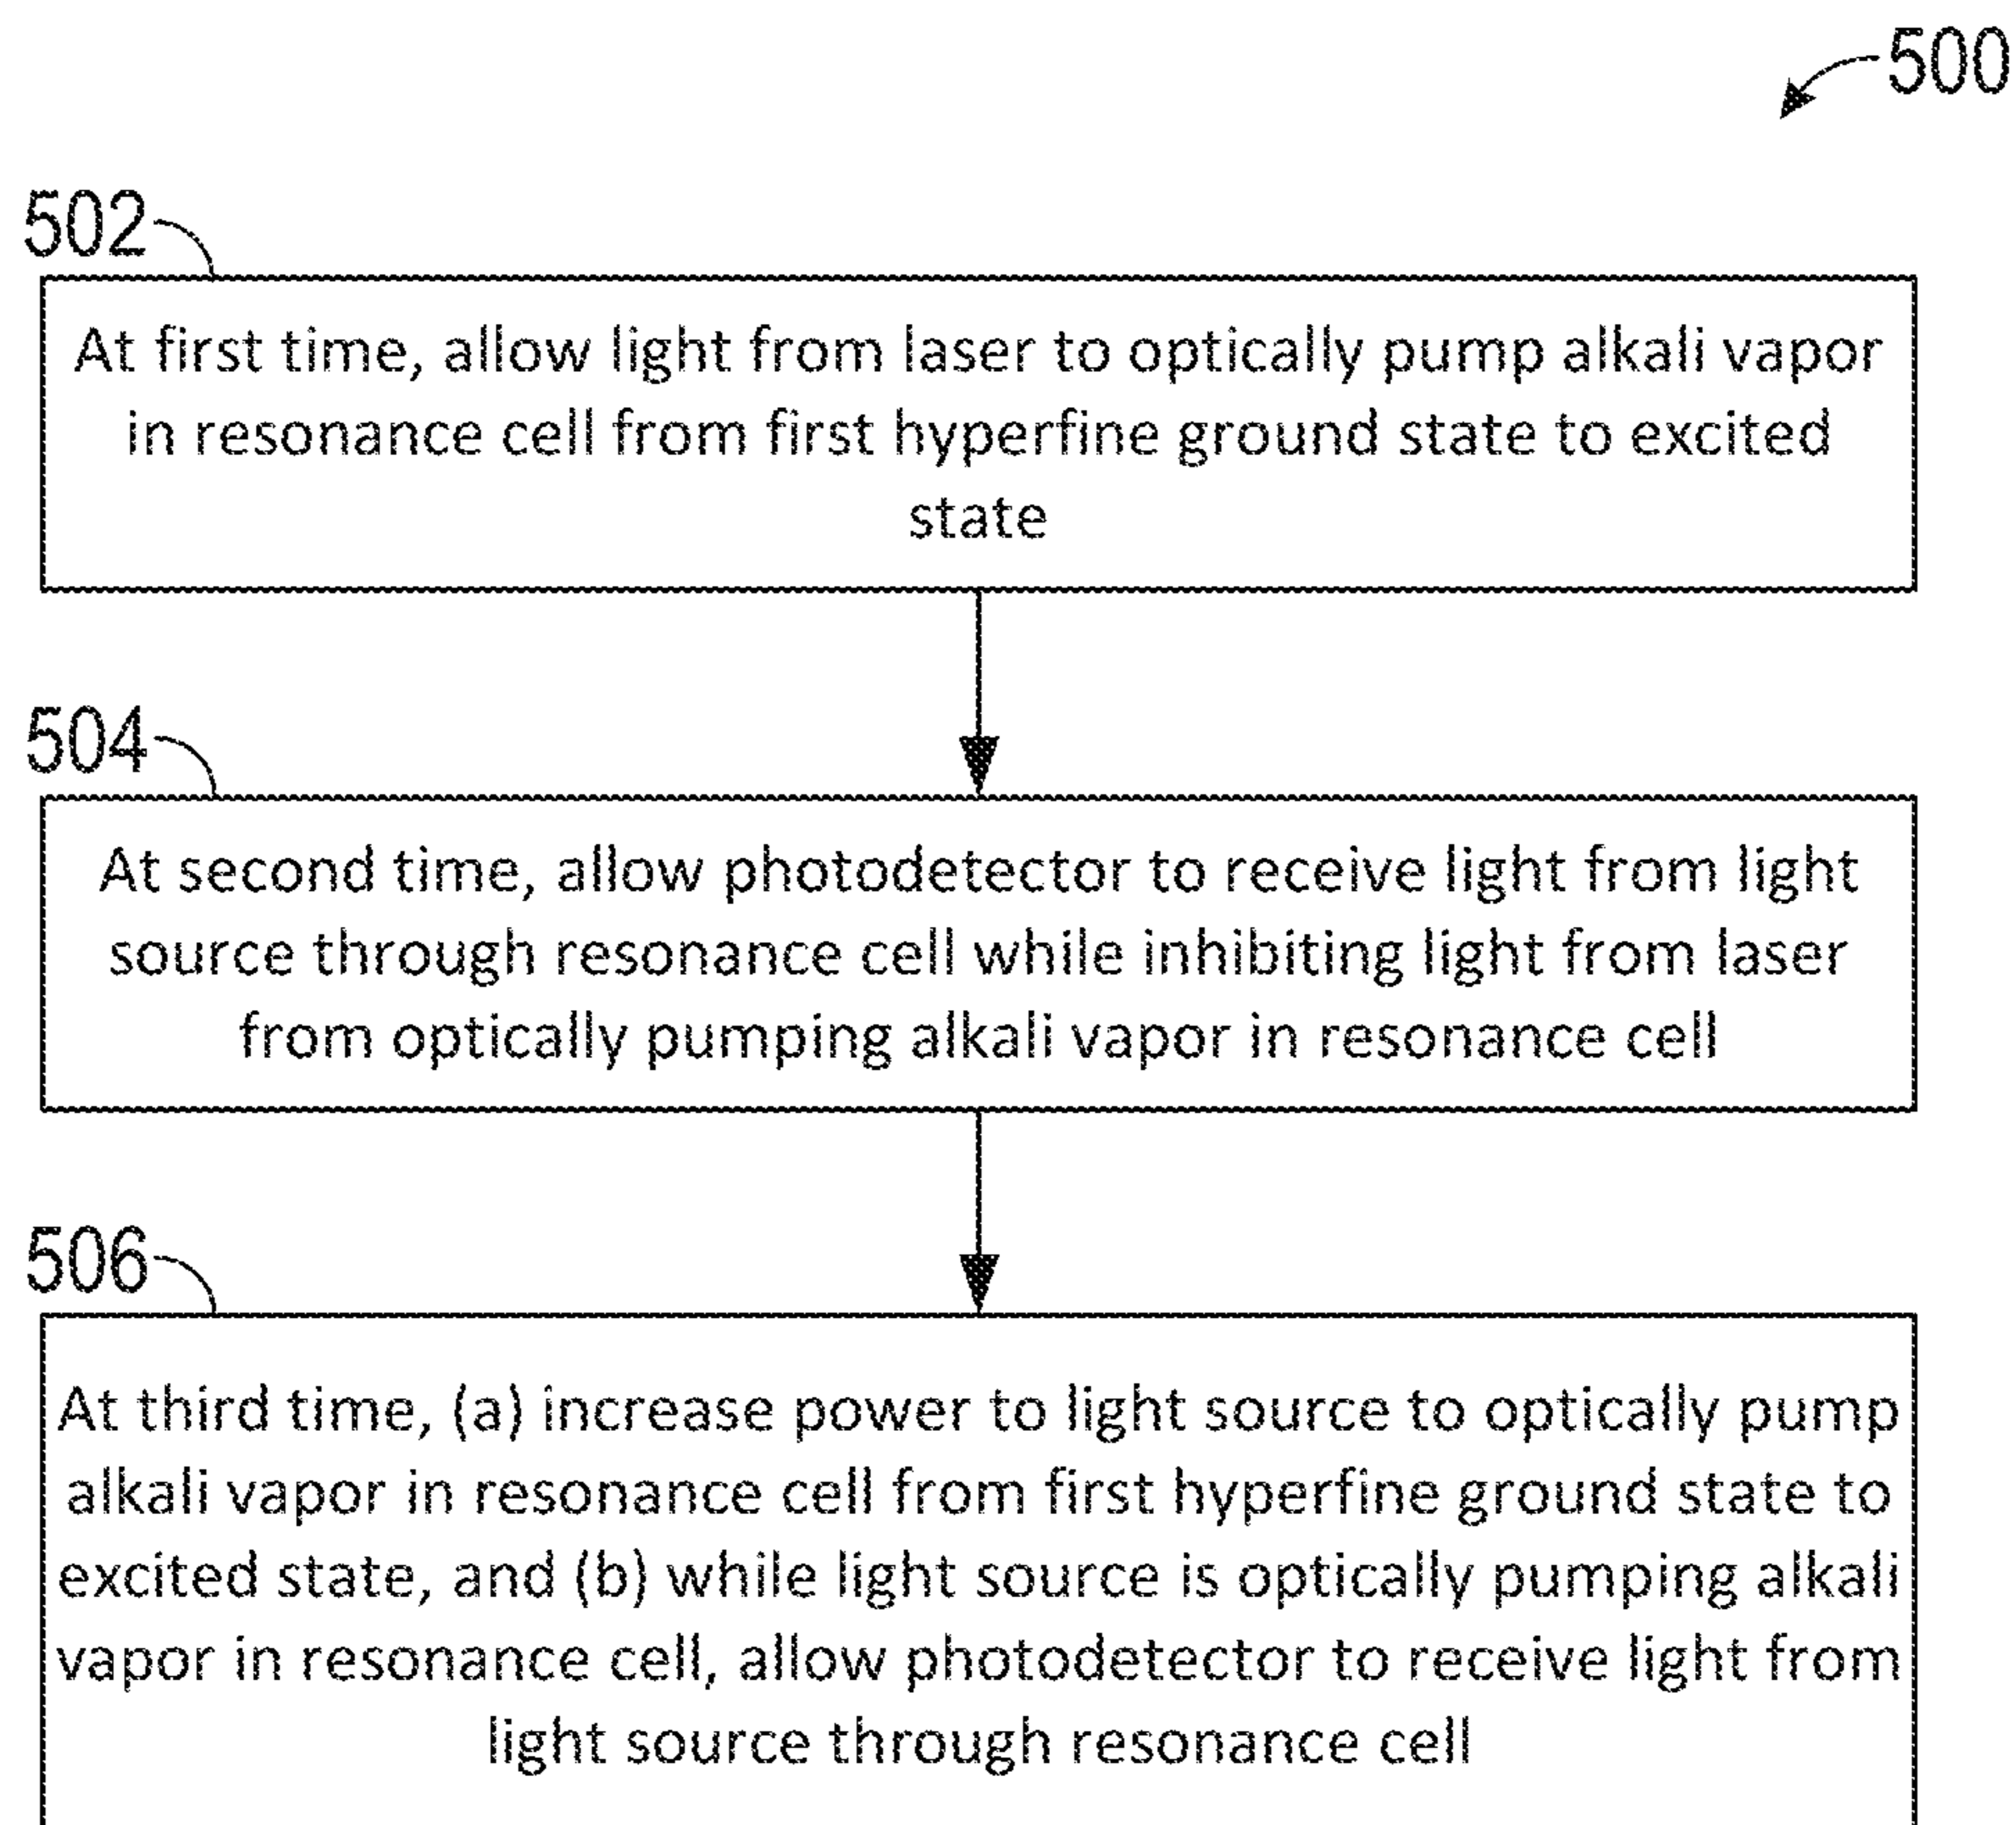 500
502
At first time, allow light from laser to optically pump alkali vapor
in resonance cell from first hyperfine ground state to excited
state
504
At second time, allow photodetector to receive light from light
source through resonance cell while inhibiting light from laser
from optically pumping alkali vapor in resonance cell
506
At third time, (a) increase power to light source to optically pump
alkali vapor in resonance cell from first hyperfine ground state to
excited state, and (b) while light source is optically pumping alkali
vapor in resonance cell, allow photodetector to receive light from
light source through resonance cell